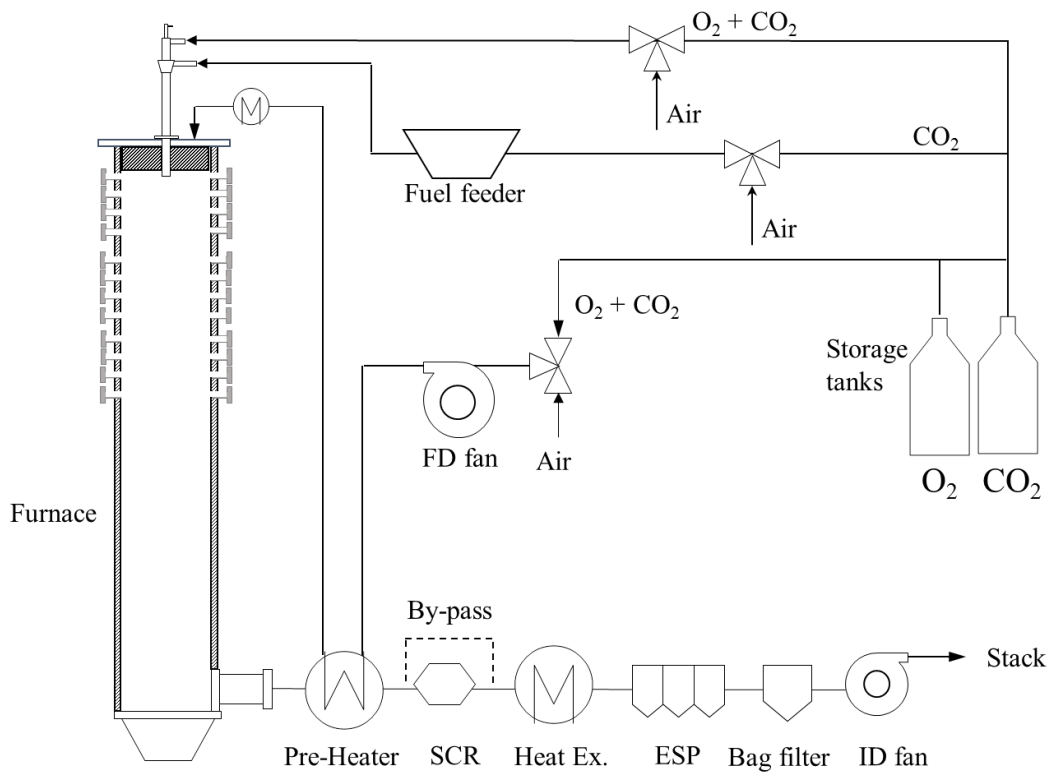 O₂ + CO₂
Air
CO₂
Fuel feeder
Air
O₂ + CO₂
Storage
tanks
FD fan
Air
O₂
CO₂
Furnace
By-pass
Stack
Pre-Heater
SCR
Heat Ex.
ESP
Bag filter
ID fan